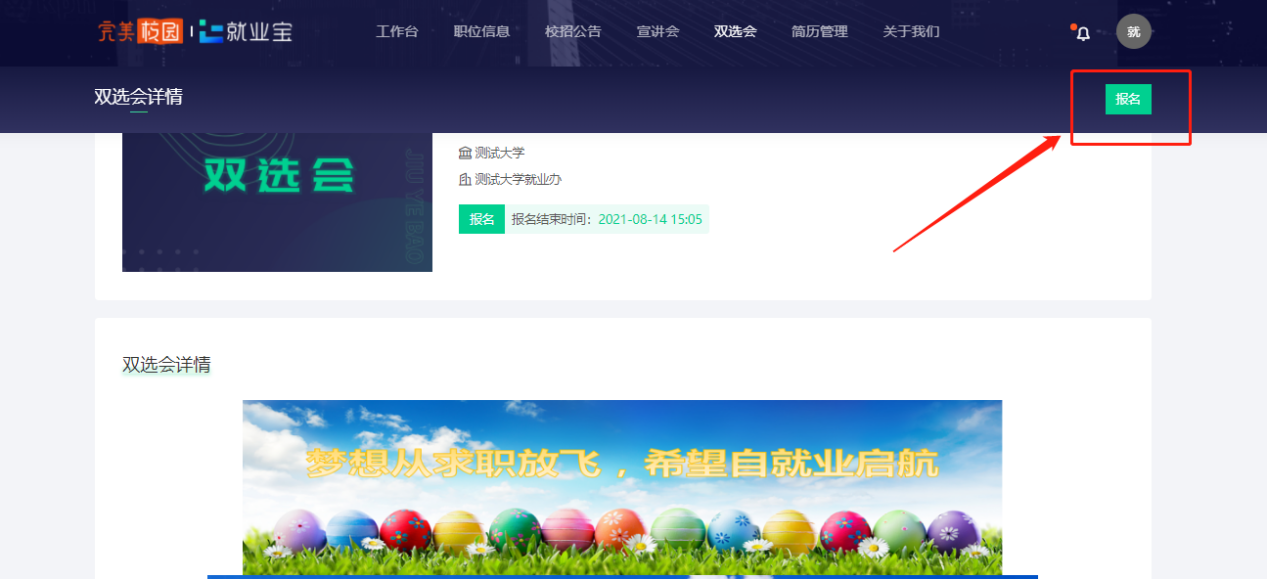 完美校园 就业宝
工作台 职位信息 校招公告 宣讲会 双选会 简历管理 关于我们
就
双选会详情
报名
双选会
JIU YE BAO
测试大学
测试大学就业办
报名 报名结束时间：2021-08-14 15:05
双选会详情
梦想从求职放飞，希望自就业启航